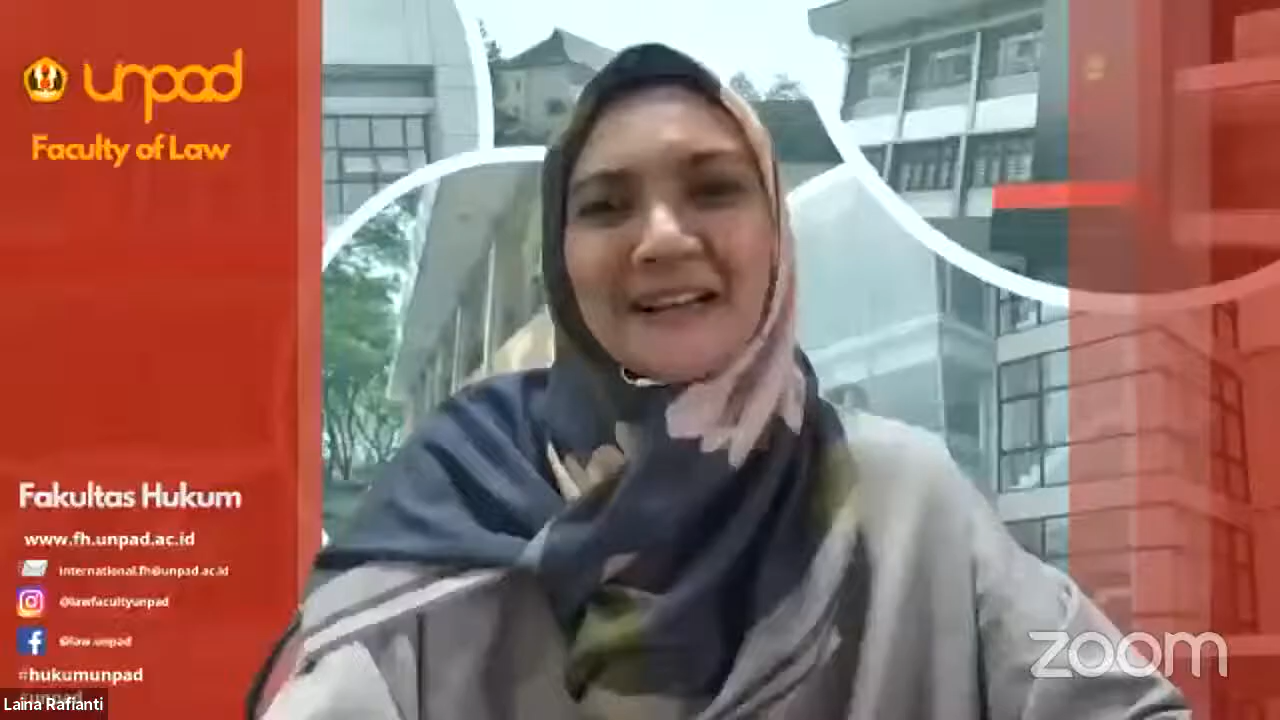 unpad
Faculty of Law
Fakultas Hukum
www.fh.unpad.ac.id
international.fh@unpad.ac.id
@lawfacultyunpad
@law.unpad
#hukumunpad
Laina Rafianti
zoom